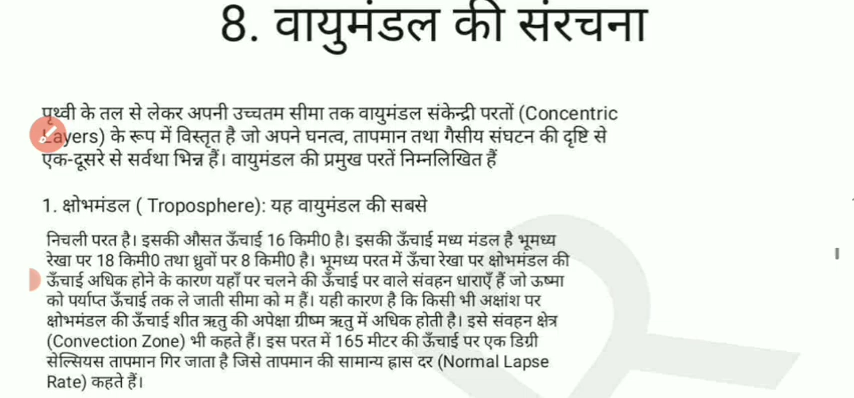 8. वायुमंडल की संरचना
पृथ्वी के तल से लेकर अपनी उच्चतम सीमा तक वायुमंडल संकेन्द्री परतों (Concentric
Layers) के रूप में विस्तृत है जो अपने घनत्व, तापमान तथा गैसीय संघटन की दृष्टि से
एक-दूसरे से सर्वथा भिन्न हैं। वायुमंडल की प्रमुख परतें निम्नलिखित हैं
1. क्षोभमंडल ( Troposphere): यह वायुमंडल की सबसे
निचली परत है। इसकी औसत ऊँचाई 16 किमी0 है। इसकी ऊँचाई मध्य मंडल है भूमध्य
रेखा पर 18 किमी0 तथा ध्रुवों पर 8 किमी0 है। भूमध्य परत में ऊँचा रेखा पर क्षोभमंडल की
ऊँचाई अधिक होने के कारण यहाँ पर चलने की ऊँचाई पर वाले संवहन धाराएँ हैं जो ऊष्मा
को पर्याप्त ऊँचाई तक ले जाती सीमा को म हैं। यही कारण है कि किसी भी अक्षांश पर
क्षोभमंडल की ऊँचाई शीत ऋतु की अपेक्षा ग्रीष्म ऋतु में अधिक होती है। इसे संवहन क्षेत्र
(Convection Zone) भी कहते हैं। इस परत में 165 मीटर की ऊँचाई पर एक डिग्री
सेल्सियस तापमान गिर जाता है जिसे तापमान की सामान्य ह्रास दर (Normal Lapse
Rate) कहते हैं।